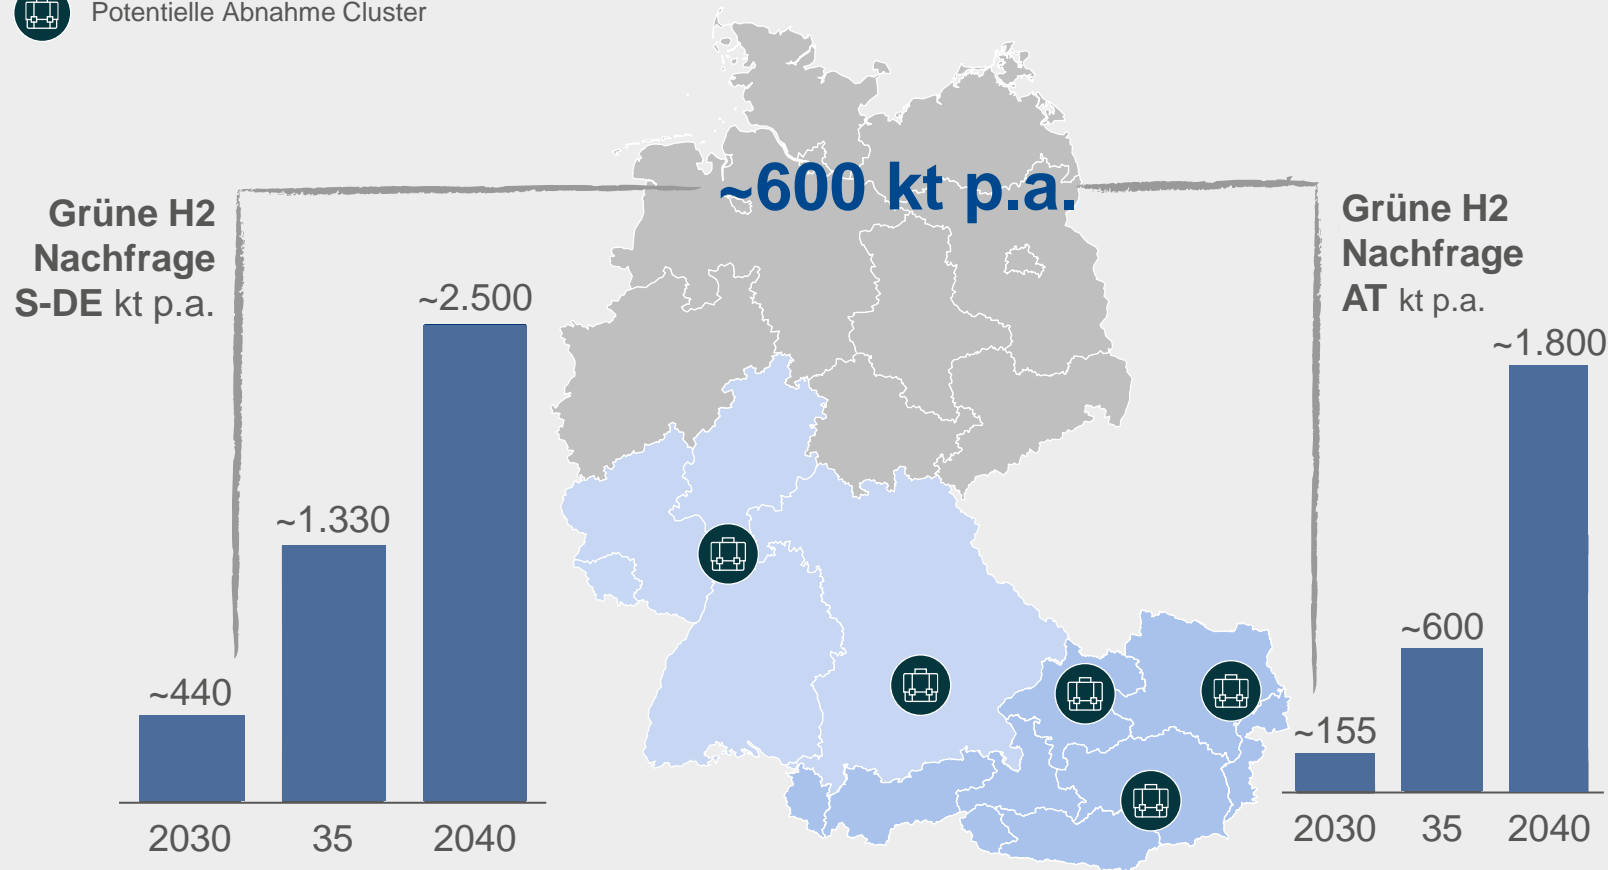 Potentielle Abnahme Cluster
~600 kt p.a.
Grüne H2
Nachfrage
S-DE kt p.a.
~2.500
~1.330
~440
2030 35 2040
Grüne H2
Nachfrage
AT kt p.a.
~1.800
~600
~155
2030 35 2040